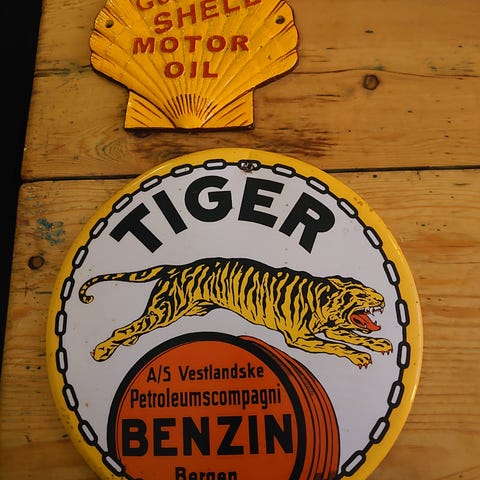 SHELL
MOTOR
OIL
TIGER
A/S Vestlandske
Petroleumscompagni
BENZIN
Bergen